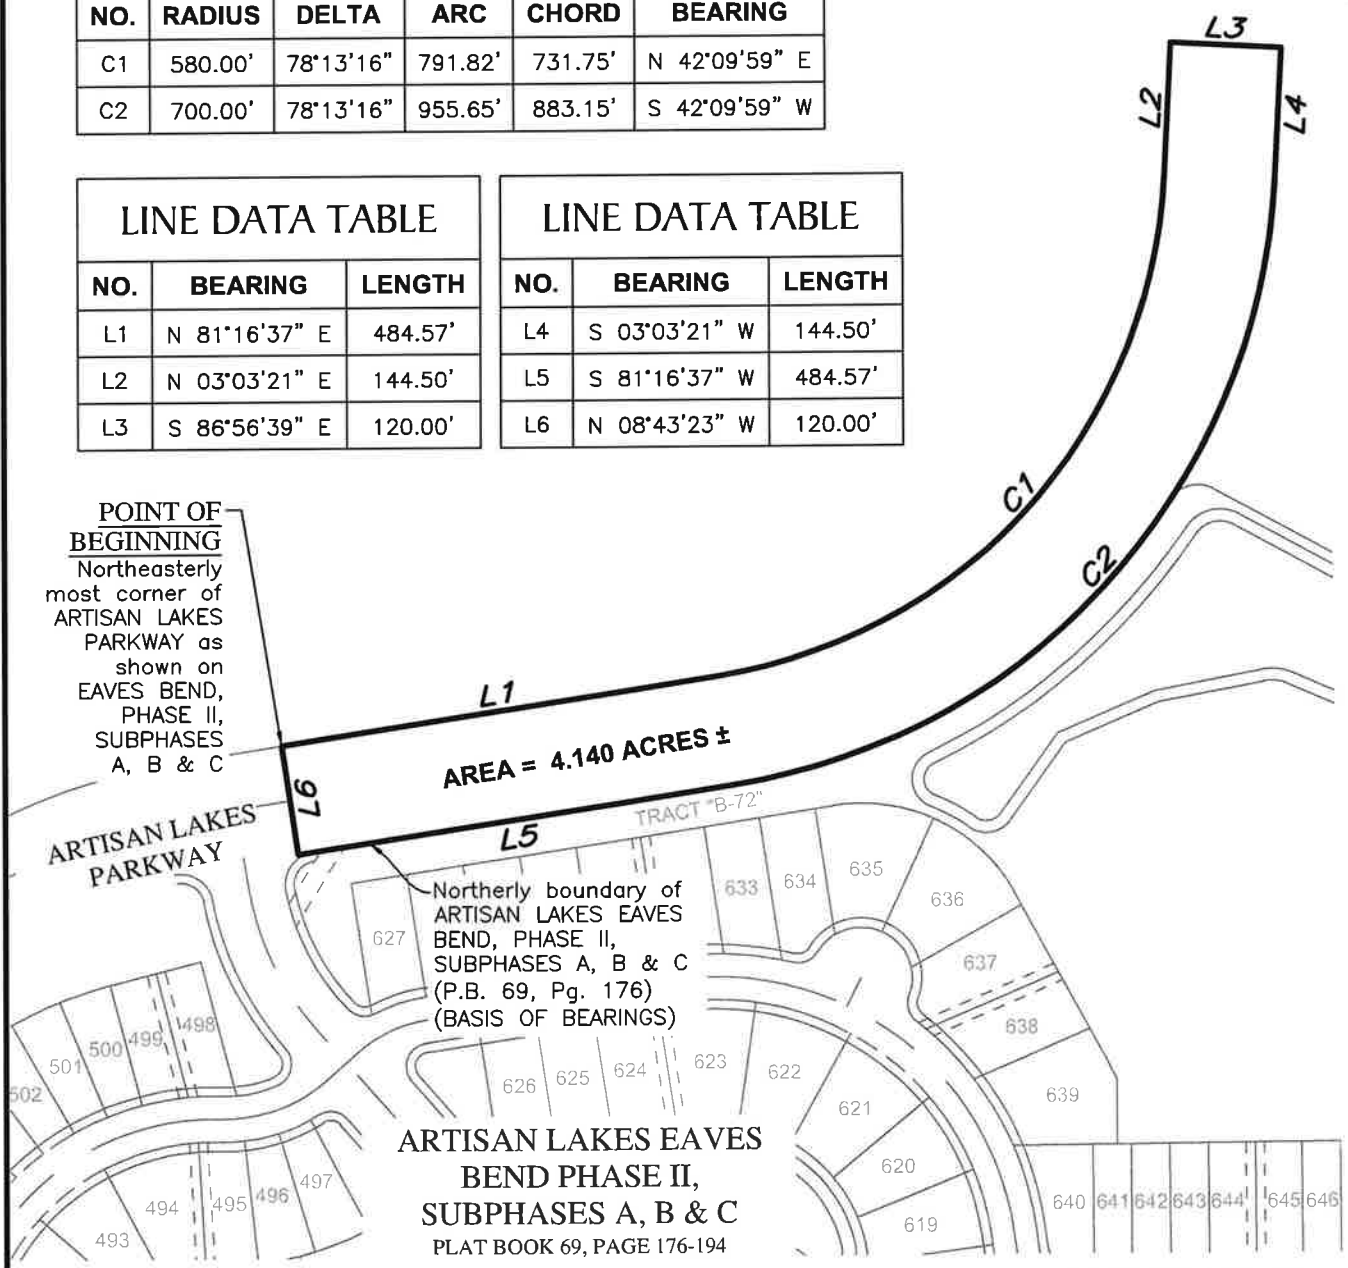 NO. RADIUS DELTA ARC CHORD BEARING
C1 580.00' 78°13'16" 791.82' 731.75' N 42°09'59" E
C2 700.00' 78°13'16" 955.65' 883.15' S 42°09'59" W
LINE DATA TABLE
NO. BEARING LENGTH
L1 N 81°16'37" E 484.57'
L2 N 03°03'21" E 144.50'
L3 S 86°56'39" E 120.00'
LINE DATA TABLE
NO. BEARING LENGTH
L4 S 03°03'21" W 144.50'
L5 S 81°16'37" W 484.57'
L6 N 08°43'23" W 120.00'
L3
L2
L4
C1
C2
POINT OF
BEGINNING
Northeasterly
most corner of
ARTISAN LAKES
PARKWAY as
shown on
EAVES BEND,
PHASE II,
SUBPHASES
A, B & C
L1
AREA = 4.140 ACRES ±
L6
L5
TRACT "B-72"
ARTISAN LAKES
PARKWAY
Northerly boundary of
ARTISAN LAKES EAVES
BEND, PHASE II,
SUBPHASES A, B & C
(P.B. 69, Pg. 176)
(BASIS OF BEARINGS)
627
633
634
635
636
637
638
639
502
501
500
499
498
626
625
624
623
622
621
620
619
493
494
495
496
497
640
641
642
643
644
645
646
ARTISAN LAKES EAVES
BEND PHASE II,
SUBPHASES A, B & C
PLAT BOOK 69, PAGE 176-194